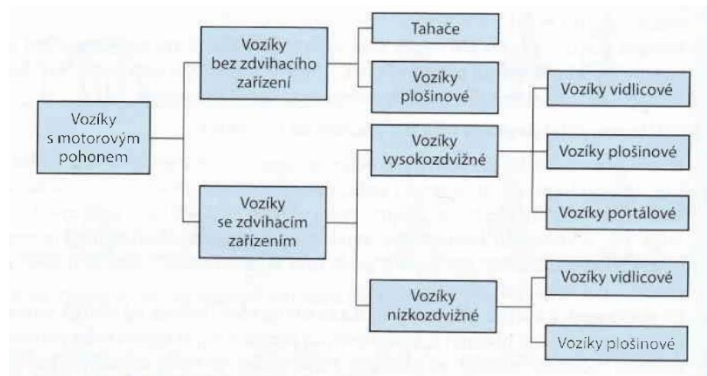 Vozíky
s motorovým
pohonem
Vozíky
bez zdvihacího
zařízení
Tahače
Vozíky
plošinové
Vozíky
se zdvihacím
zařízením
Vozíky
vysokozdvižné
Vozíky vidlicové
Vozíky plošinové
Vozíky portálové
Vozíky
nízkozdvižné
Vozíky vidlicové
Vozíky plošinové